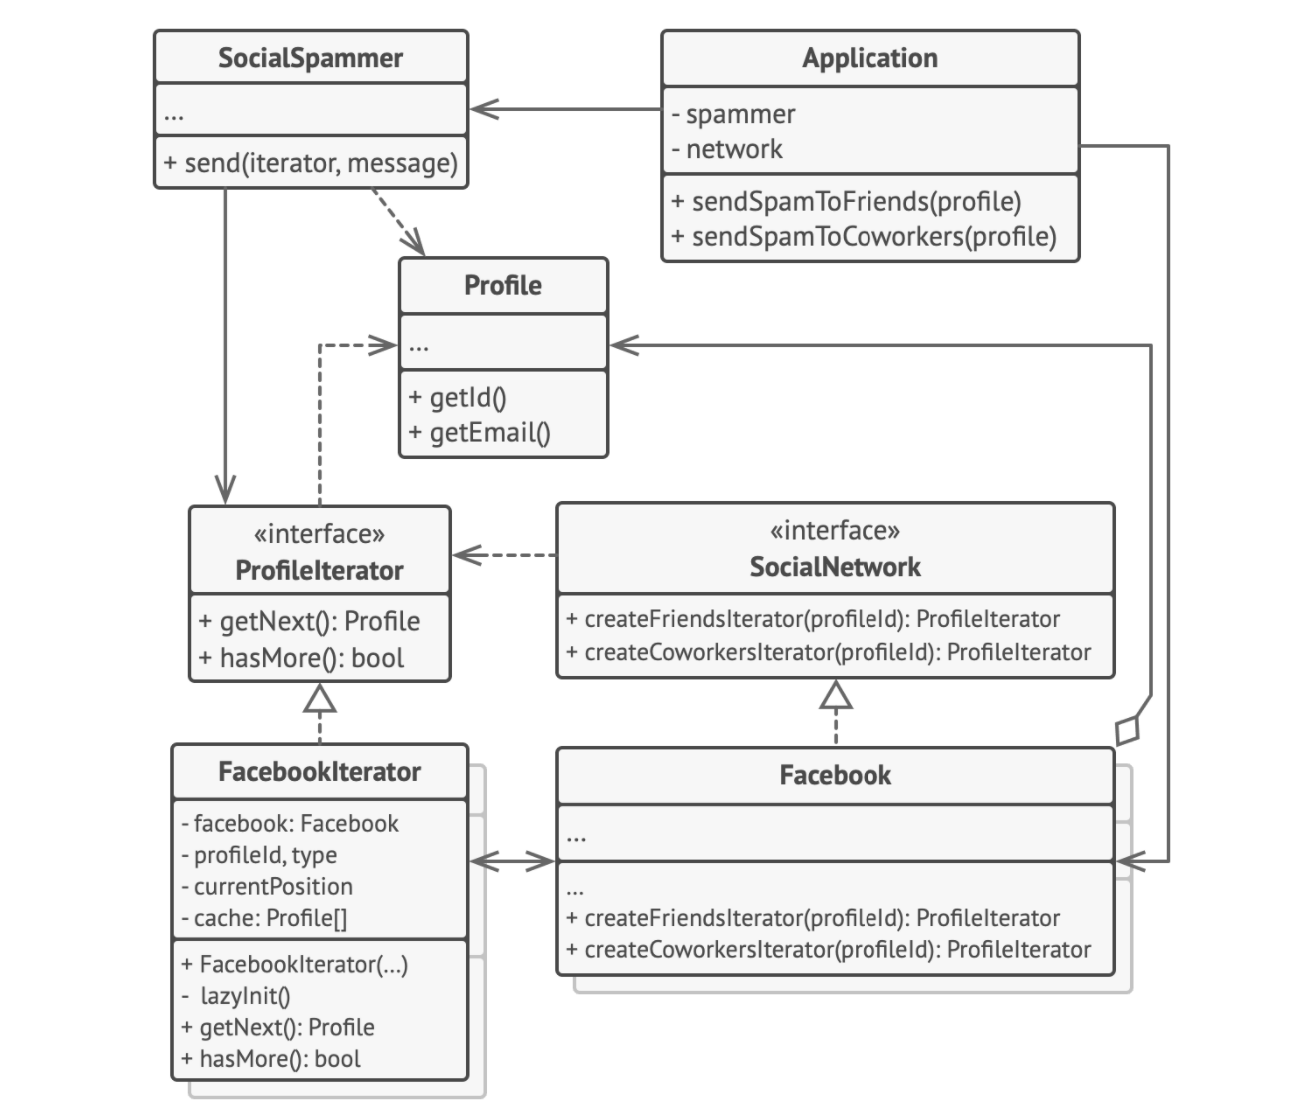 SocialSpammer
...
+ send(iterator, message)
Application
- spammer
- network
+ sendSpamToFriends(profile)
+ sendSpamToCoworkers(profile)
Profile
...
+ getId()
+ getEmail()
«interface»
ProfileIterator
+ getNext(): Profile
+ hasMore(): bool
«interface»
SocialNetwork
+ createFriendsIterator(profileId): ProfileIterator
+ createCoworkersIterator(profileId): ProfileIterator
FacebookIterator
- facebook: Facebook
- profileId, type
- currentPosition
- cache: Profile[]
+ FacebookIterator(...)
- lazyInit()
+ getNext(): Profile
+ hasMore(): bool
Facebook
...
...
+ createFriendsIterator(profileId): ProfileIterator
+ createCoworkersIterator(profileId): ProfileIterator